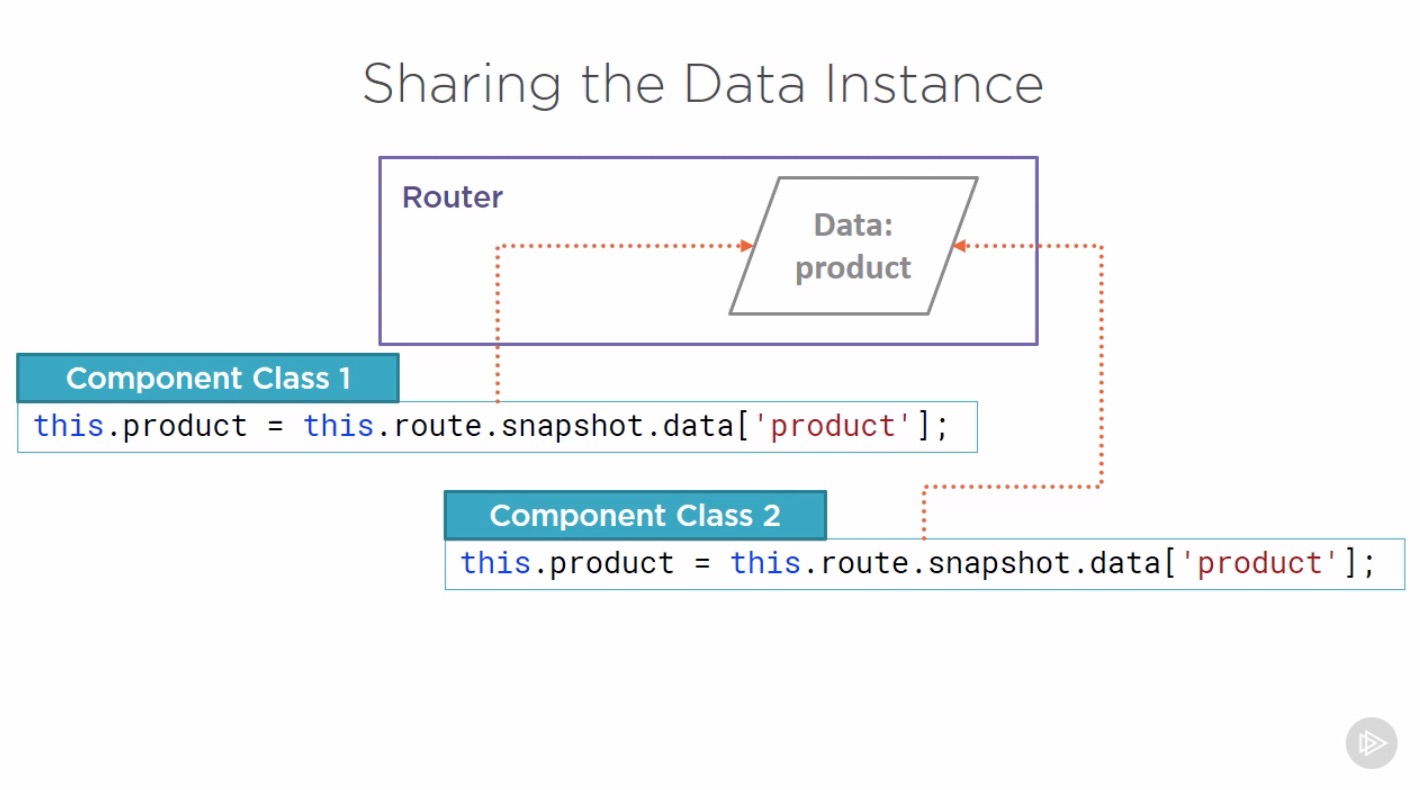 Sharing the Data Instance
Router
Data:
product
Component Class 1
this.product = this.route.snapshot.data['product'];
Component Class 2
this.product = this.route.snapshot.data['product'];